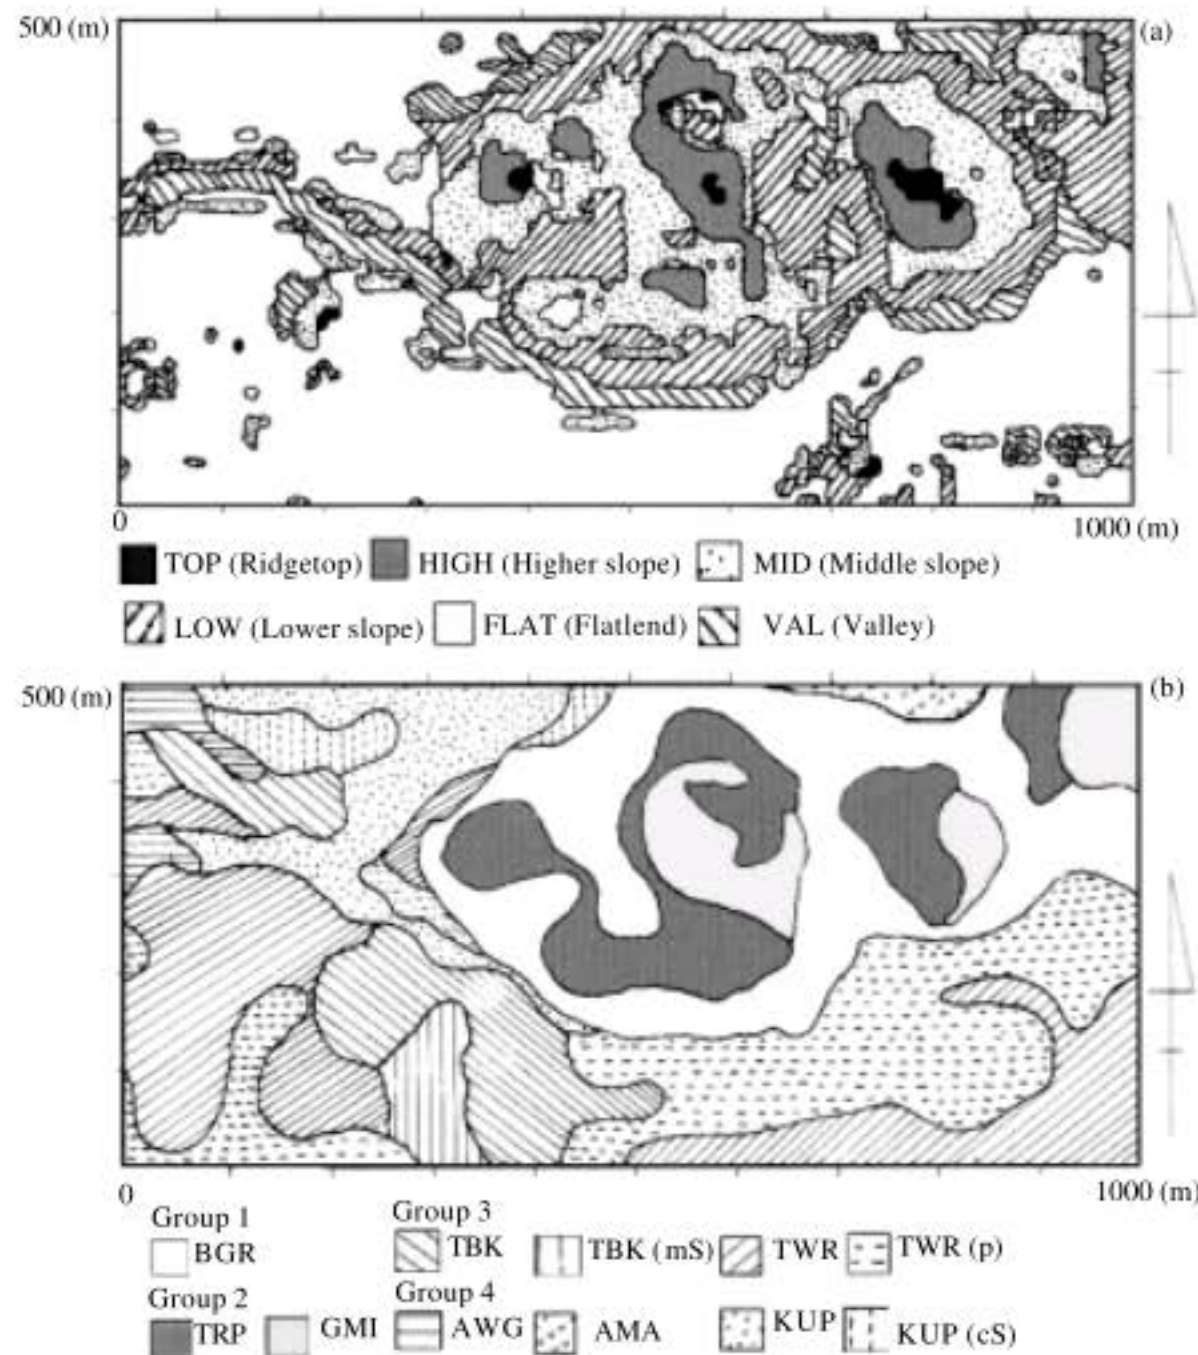 500 (m)
(a)
0
1000 (m)
TOP (Ridgetop) HIGH (Higher slope) MID (Middle slope)
LOW (Lower slope) FLAT (Flatlend) VAL (Valley)
500 (m)
(b)
0
1000 (m)
Group 1 Group 3
BGR TBK TBK (mS) TWR TWR (p)
Group 2 Group 4
TRP GMI AWG AMA KUP KUP (cS)